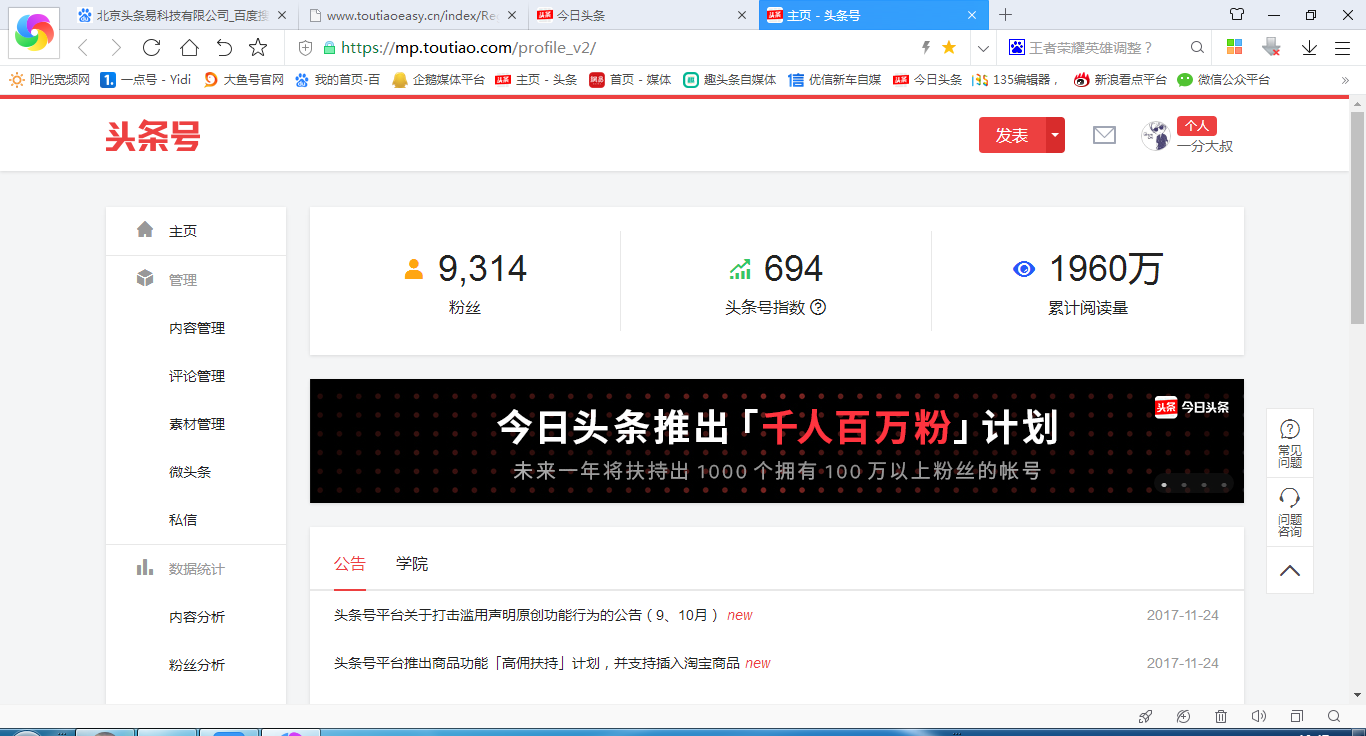 北京头条易科技有限公司_百度搜
www.toutiaoeasy.cn/index/Re
头条 今日头条
头条 主页 - 头条号
https://mp.toutiao.com/profile_v2/
王者荣耀英雄调整？
阳光宽频网
1. 一点号 - Yidi
大鱼号官网
我的首页-百
企鹅媒体平台
头条 主页 - 头条
网易 首页 - 媒体
趣头条自媒体
信 优信新车自媒
头条 今日头条
135编辑器，
新浪看点平台
微信公众平台
头条号
发表
个人
一分大叔
主页
管理
内容管理
评论管理
素材管理
微头条
私信
数据统计
内容分析
粉丝分析
9,314
粉丝
694
头条号指数
1960万
累计阅读量
今日头条推出「千人百万粉」计划
未来一年将扶持出 1000 个拥有 100 万以上粉丝的帐号
头条 今日头条
公告 学院
头条号平台关于打击滥用声明原创功能行为的公告（9、10月） new 2017-11-24
头条号平台推出商品功能「高佣扶持」计划，并支持插入淘宝商品 new 2017-11-24
常见
问题
问题
咨询